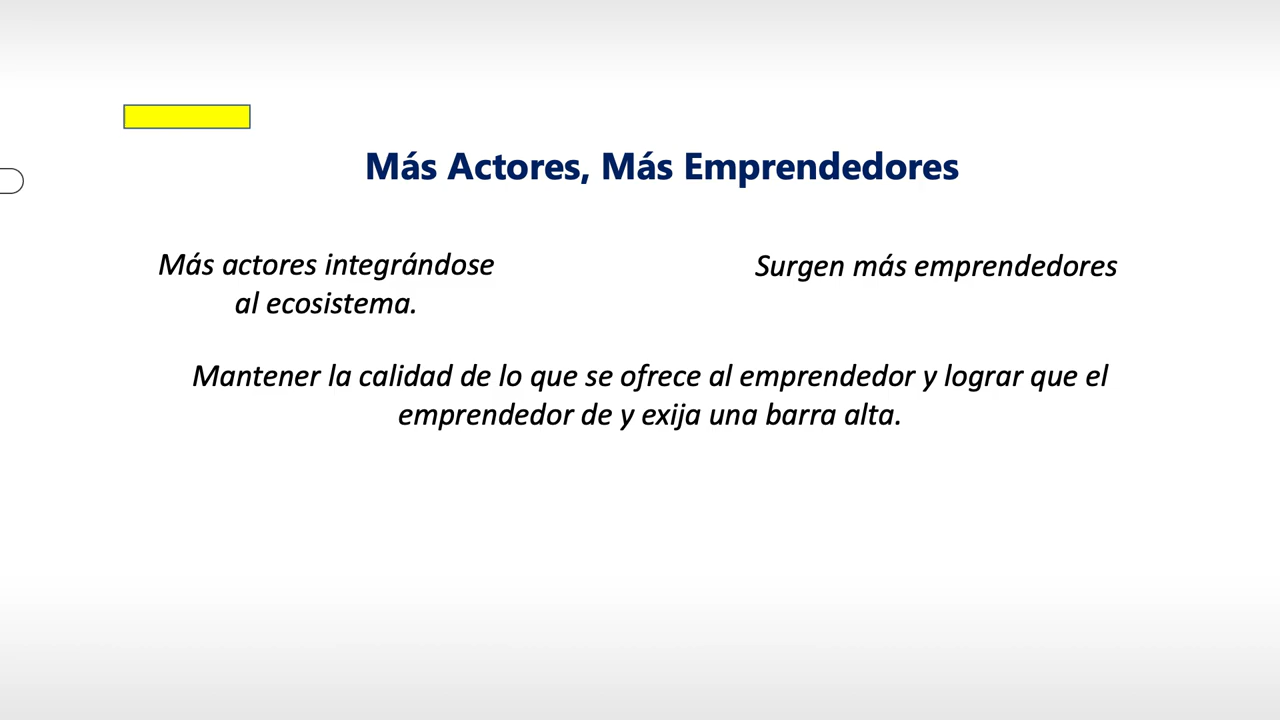 Más Actores, Más Emprendedores
Más actores integrándose
al ecosistema.
Surgen más emprendedores
Mantener la calidad de lo que se ofrece al emprendedor y lograr que el
emprendedor de y exija una barra alta.